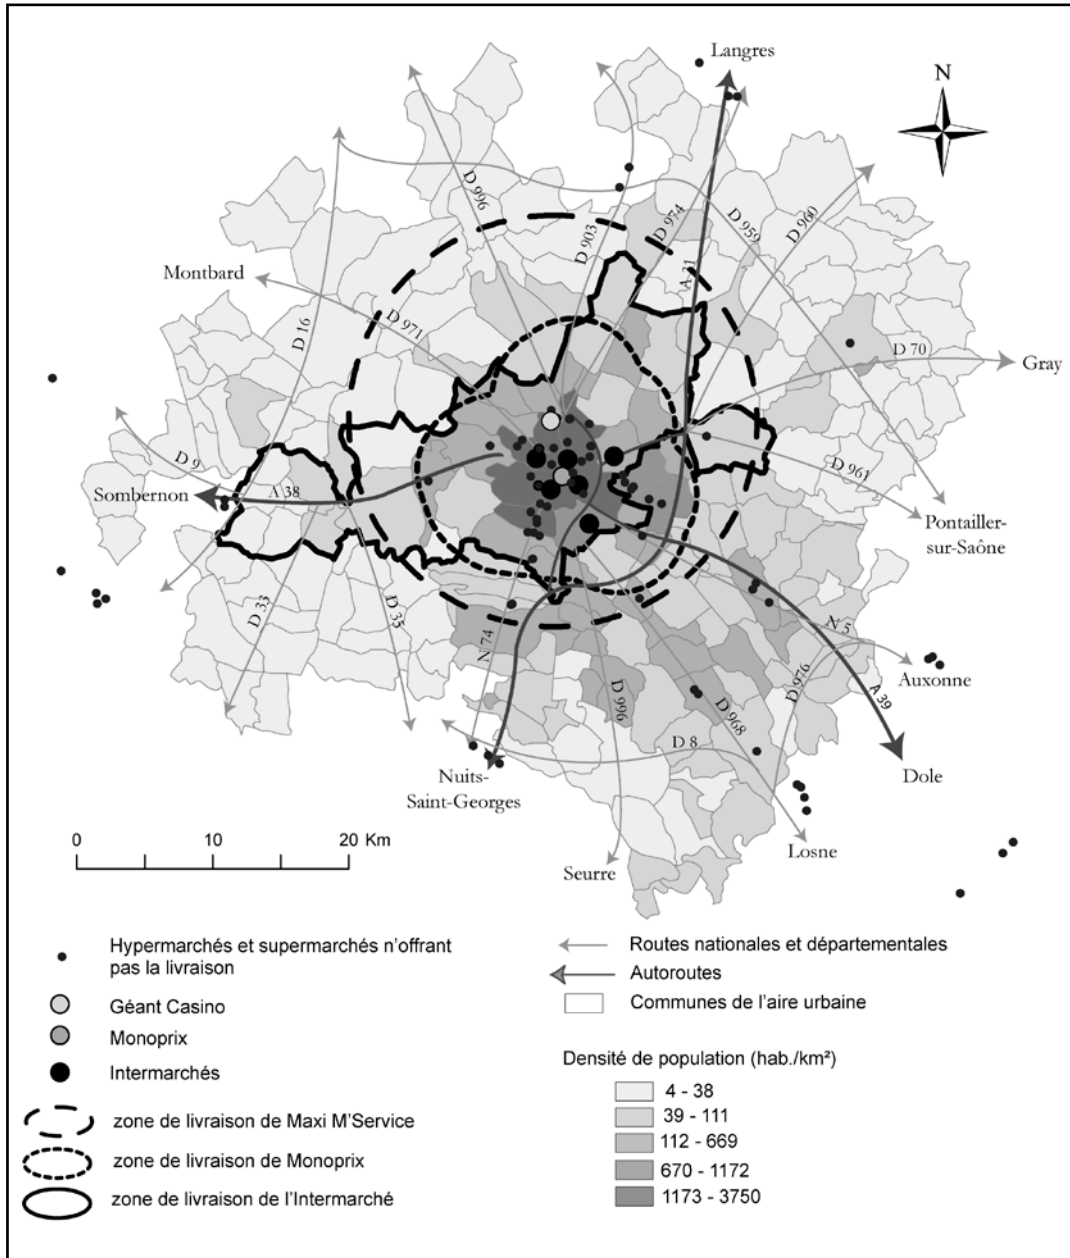 Langres
N
D 996
D 903
D 974
D 959
D 960
A 31
Montbard
D 16
D 971
D 70
Gray
D 9
Sombernon
A 38
D 961
Pontailler-
sur-Saône
D 33
D 35
N 74
N 5
D 976
Auxonne
A 39
D 966
D 968
D 8
Nuits-
Saint-Georges
Dole
Losne
Seurre
0 10 20 Km
Hypermarchés et supermarchés n'offrant
pas la livraison
Géant Casino
Monoprix
Intermarchés
zone de livraison de Maxi M'Service
zone de livraison de Monoprix
zone de livraison de l'Intermarché
Routes nationales et départementales
Autoroutes
Communes de l'aire urbaine
Densité de population (hab./km²)
4 - 38
39 - 111
112 - 669
670 - 1172
1173 - 3750